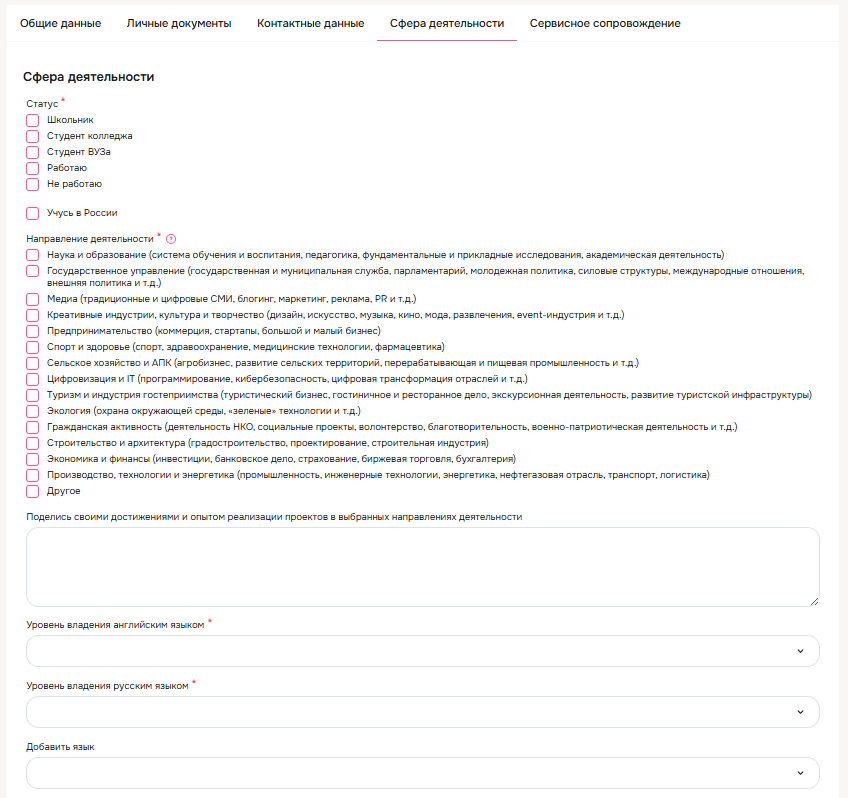 Общие данные Личные документы Контактные данные Сфера деятельности Сервисное сопровождение
Сфера деятельности
Статус *
Школьник
Студент колледжа
Студент ВУЗа
Работаю
Не работаю
Учусь в России
Направление деятельности * ?
Наука и образование (система обучения и воспитания, педагогика, фундаментальные и прикладные исследования, академическая деятельность)
Государственное управление (государственная и муниципальная служба, парламентарий, молодежная политика, силовые структуры, международные отношения,
внешняя политика и т.д.)
Медиа (традиционные и цифровые СМИ, блогинг, маркетинг, реклама, PR и т.д.)
Креативные индустрии, культура и творчество (дизайн, искусство, музыка, кино, мода, развлечения, event-индустрия и т.д.)
Предпринимательство (коммерция, стартапы, большой и малый бизнес)
Спорт и здоровье (спорт, здравоохранение, медицинские технологии, фармацевтика)
Сельское хозяйство и АПК (агробизнес, развитие сельских территорий, перерабатывающая и пищевая промышленность и т.д.)
Цифровизация и IT (программирование, кибербезопасность, цифровая трансформация отраслей и т.д.)
Туризм и индустрия гостеприимства (туристический бизнес, гостиничное и ресторанное дело, экскурсионная деятельность, развитие туристской инфраструктуры)
Экология (охрана окружающей среды, «зеленые» технологии и т.д.)
Гражданская активность (деятельность НКО, социальные проекты, волонтерство, благотворительность, военно-патриотическая деятельность и т.д.)
Строительство и архитектура (градостроительство, проектирование, строительная индустрия)
Экономика и финансы (инвестиции, банковское дело, страхование, биржевая торговля, бухгалтерия)
Производство, технологии и энергетика (промышленность, инженерные технологии, энергетика, нефтегазовая отрасль, транспорт, логистика)
Другое
Поделись своими достижениями и опытом реализации проектов в выбранных направлениях деятельности
Уровень владения английским языком *
Уровень владения русским языком *
Добавить язык